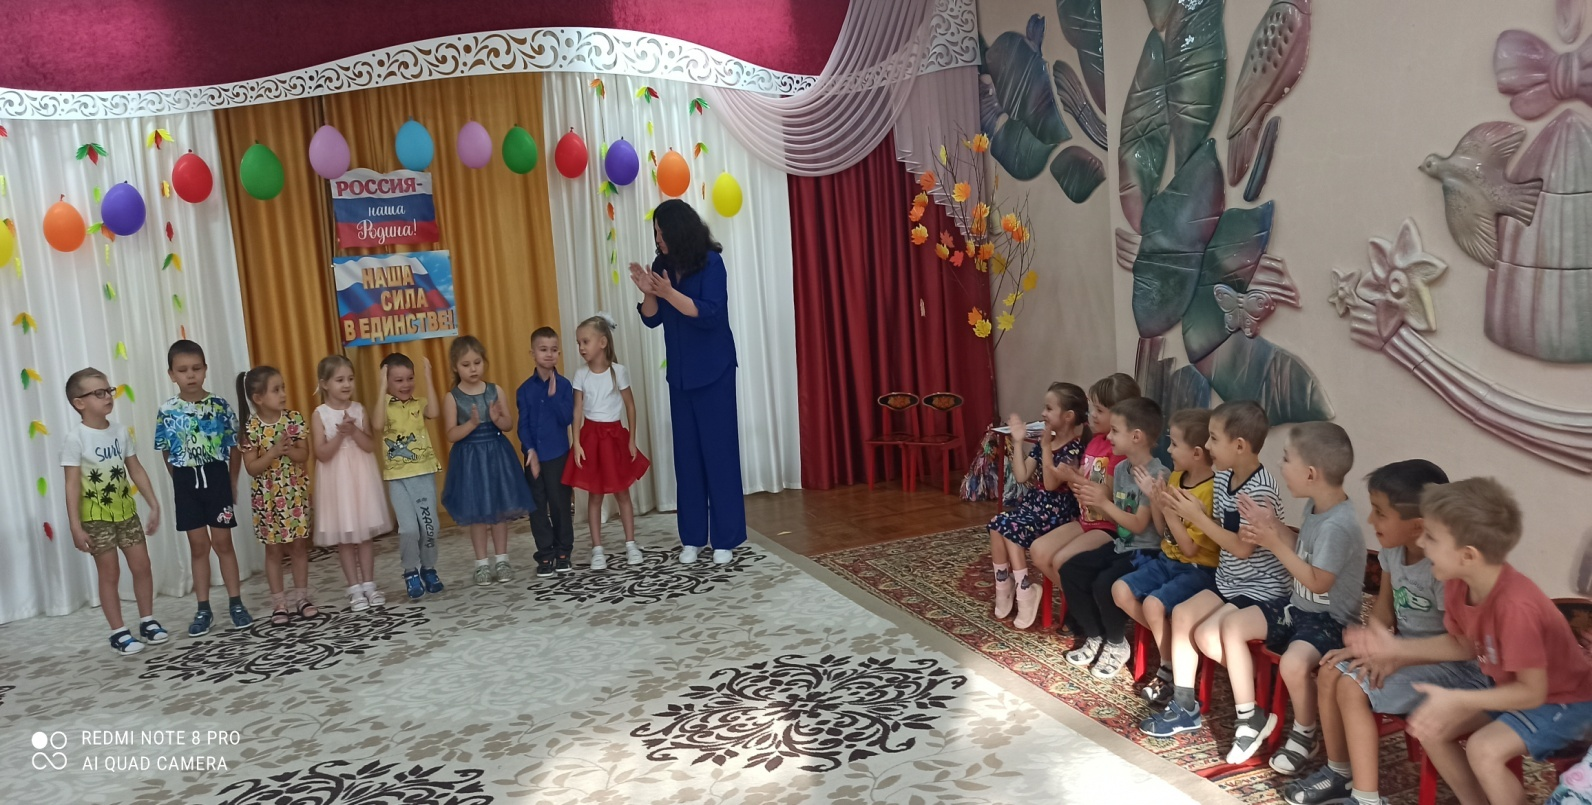 РОССИЯ-
наша
Родина!
НАША
СИЛА
В ЕДИНСТВЕ!
surf
REDMI NOTE 8 PRO
AI QUAD CAMERA